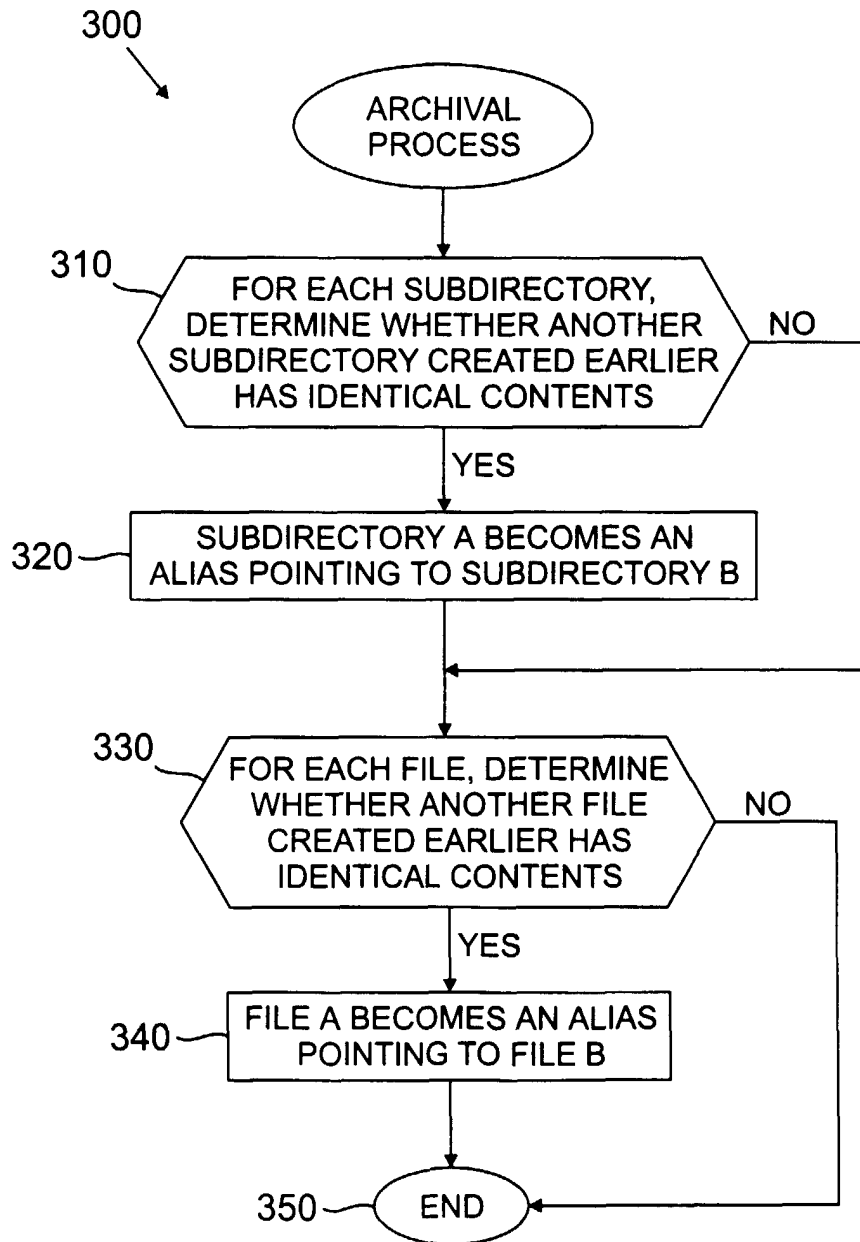 300
ARCHIVAL
PROCESS
310
FOR EACH SUBDIRECTORY,
DETERMINE WHETHER ANOTHER
SUBDIRECTORY CREATED EARLIER
HAS IDENTICAL CONTENTS
NO
YES
320
SUBDIRECTORY A BECOMES AN
ALIAS POINTING TO SUBDIRECTORY B
330
FOR EACH FILE, DETERMINE
WHETHER ANOTHER FILE
CREATED EARLIER HAS
IDENTICAL CONTENTS
NO
YES
340
FILE A BECOMES AN ALIAS
POINTING TO FILE B
350
END